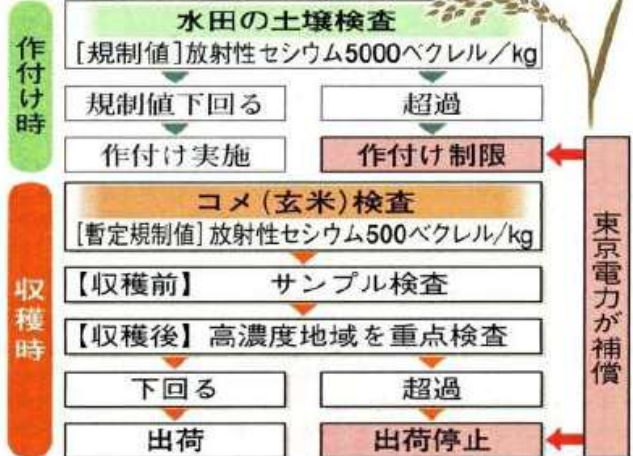 作付け時
水田の土壌検査
[規制値]放射性セシウム5000ベクレル/kg
規制値下回る
超過
作付け実施
作付け制限
収穫時
コメ(玄米)検査
[暫定規制値]放射性セシウム500ベクレル/kg
【収穫前】 サンプル検査
【収穫後】高濃度地域を重点検査
下回る
超過
出荷
出荷停止
東京電力が補償